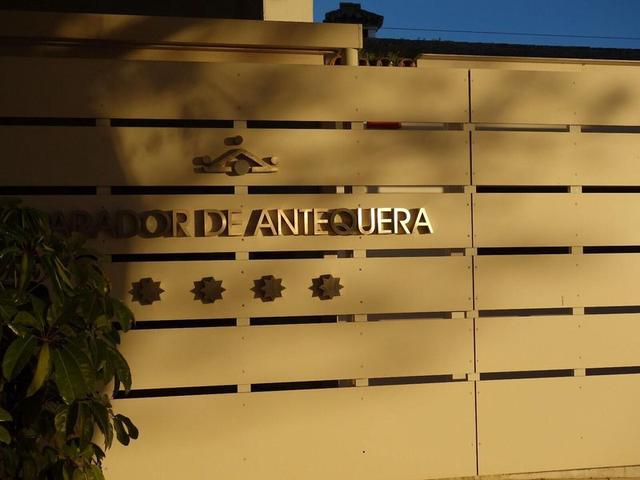 PARADOR DE ANTEQUERA